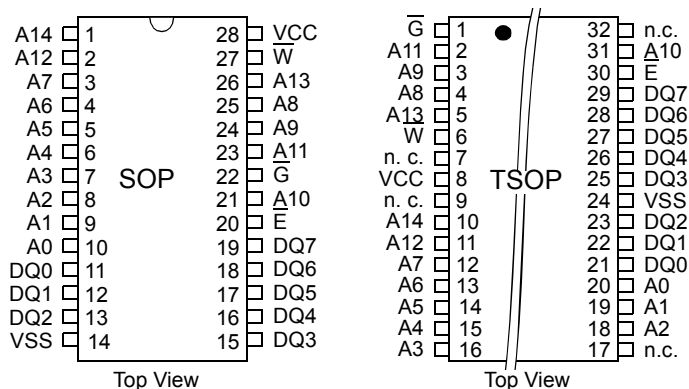 A14 1 28 VCC
A12 2 27 W̅
A7 3 26 A13
A6 4 25 A8
A5 5 24 A9
A4 6 23 A11
A3 7 SOP 22 G̅
A2 8 21 A10
A1 9 20 E̅
A0 10 19 DQ7
DQ0 11 18 DQ6
DQ1 12 17 DQ5
DQ2 13 16 DQ4
VSS 14 15 DQ3
Top View
G̅ 1 32 n.c.
A11 2 31 A10
A9 3 30 E̅
A8 4 29 DQ7
A13 5 28 DQ6
W̅ 6 27 DQ5
n. c. 7 26 DQ4
VCC 8 TSOP 25 DQ3
n. c. 9 24 VSS
A14 10 23 DQ2
A12 11 22 DQ1
A7 12 21 DQ0
A6 13 20 A0
A5 14 19 A1
A4 15 18 A2
A3 16 17 n.c.
Top View